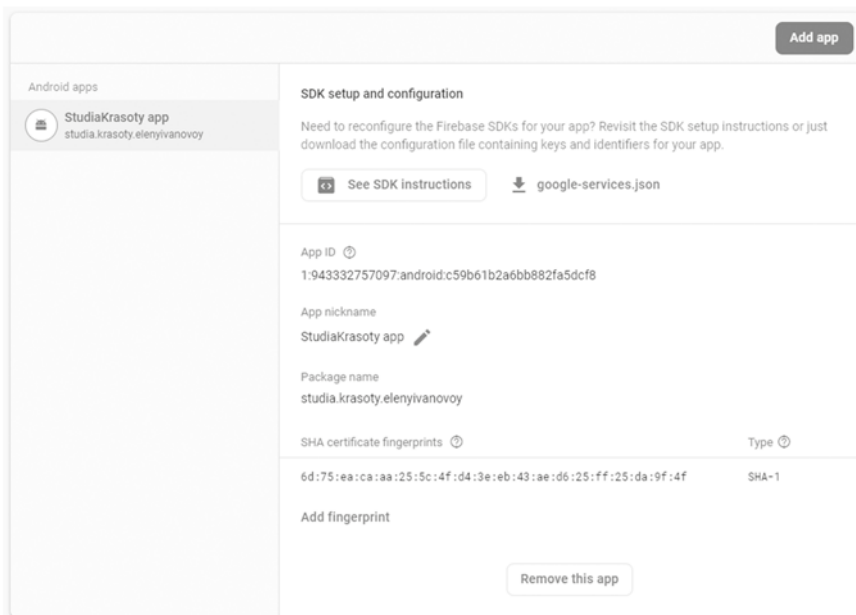 Add app
Android apps
StudiaKrasoty app
studia.krasoty.elenyivanovoy
SDK setup and configuration
Need to reconfigure the Firebase SDKs for your app? Revisit the SDK setup instructions or just
download the configuration file containing keys and identifiers for your app.
See SDK instructions
google-services.json
App ID
1:943332757097:android:c59b61b2a6bb882fa5dcf8
App nickname
StudiaKrasoty app
Package name
studia.krasoty.elenyivanovoy
SHA certificate fingerprints
Type
6d:75:ea:ca:aa:25:5c:4f:d4:3e:eb:43:ae:d6:25:ff:25:da:9f:4f
SHA-1
Add fingerprint
Remove this app